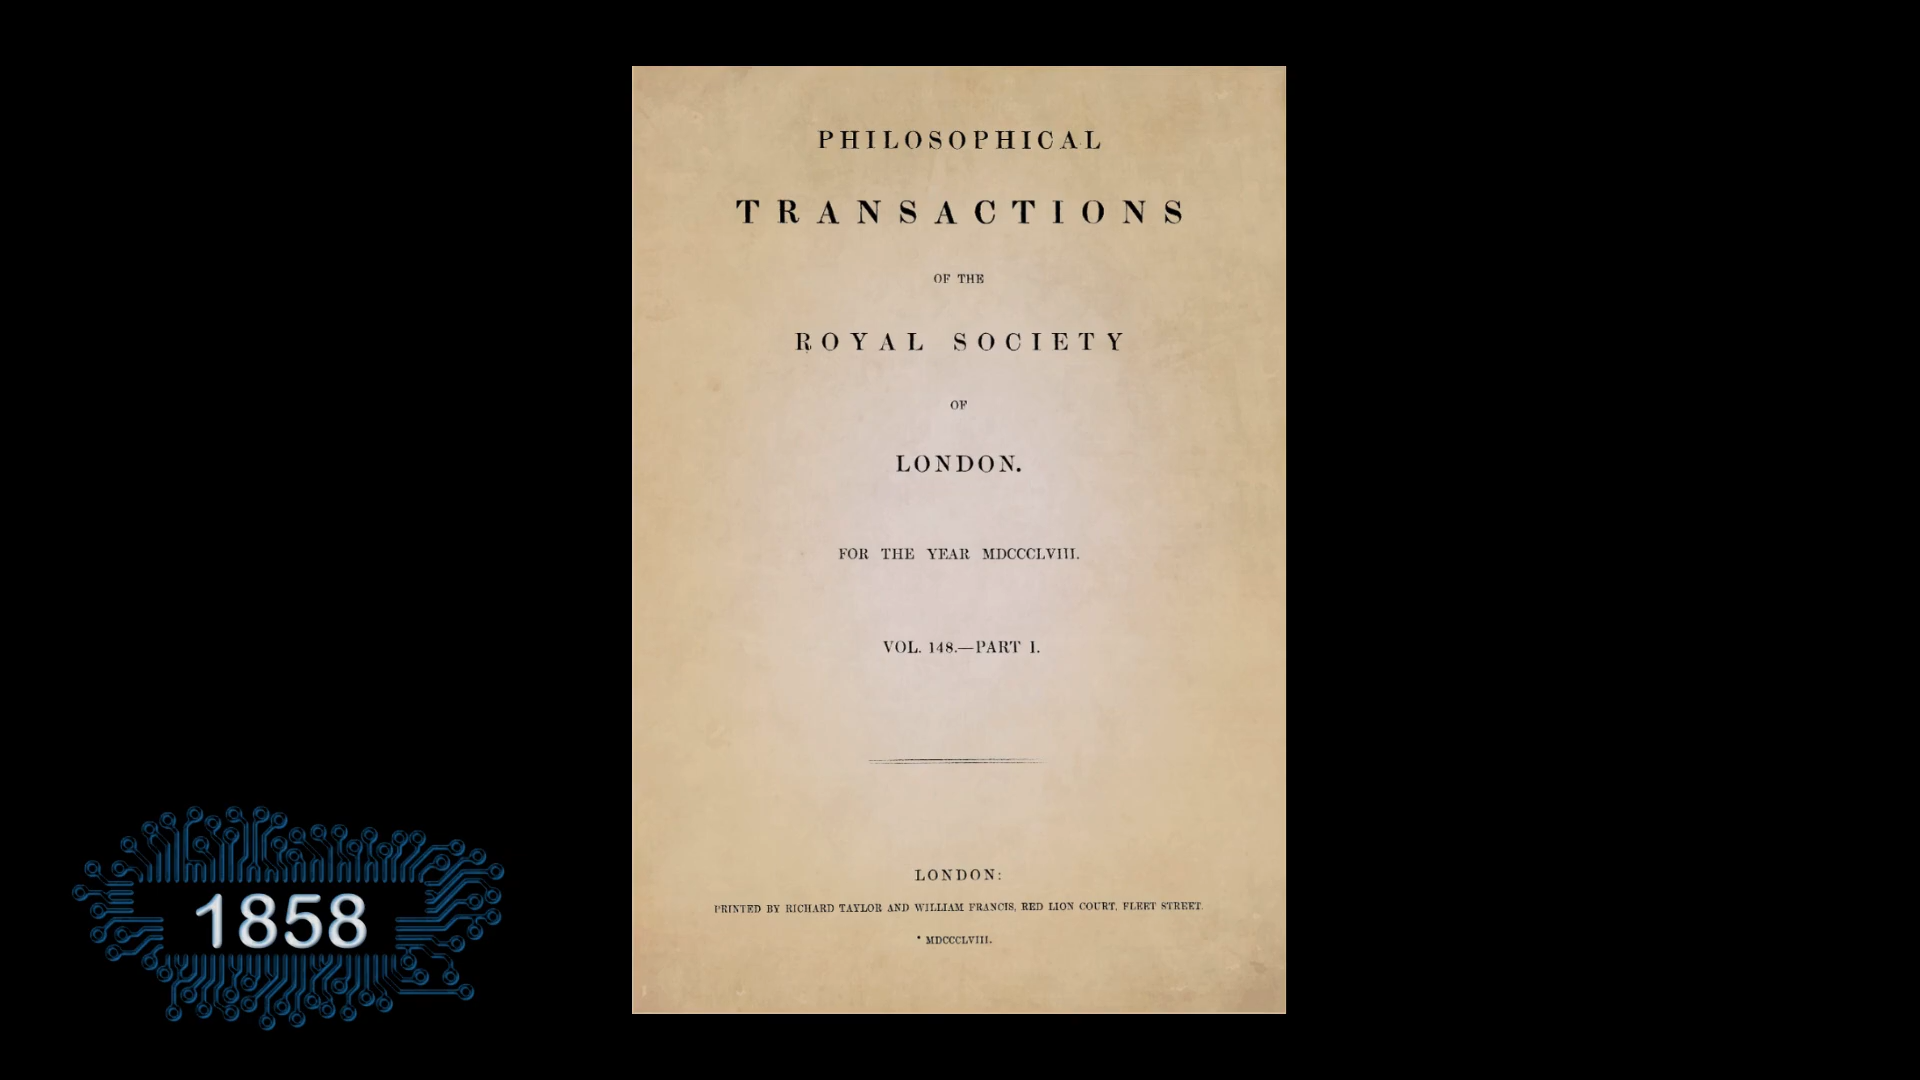 PHILOSOPHICAL
TRANSACTIONS
OF THE
ROYAL SOCIETY
OF
LONDON.
FOR THE YEAR MDCCCLVIII.
VOL. 148.—PART I.
LONDON:
PRINTED BY RICHARD TAYLOR AND WILLIAM FRANCIS, RED LION COURT, FLEET STREET.
MDCCCLVIII.
1858